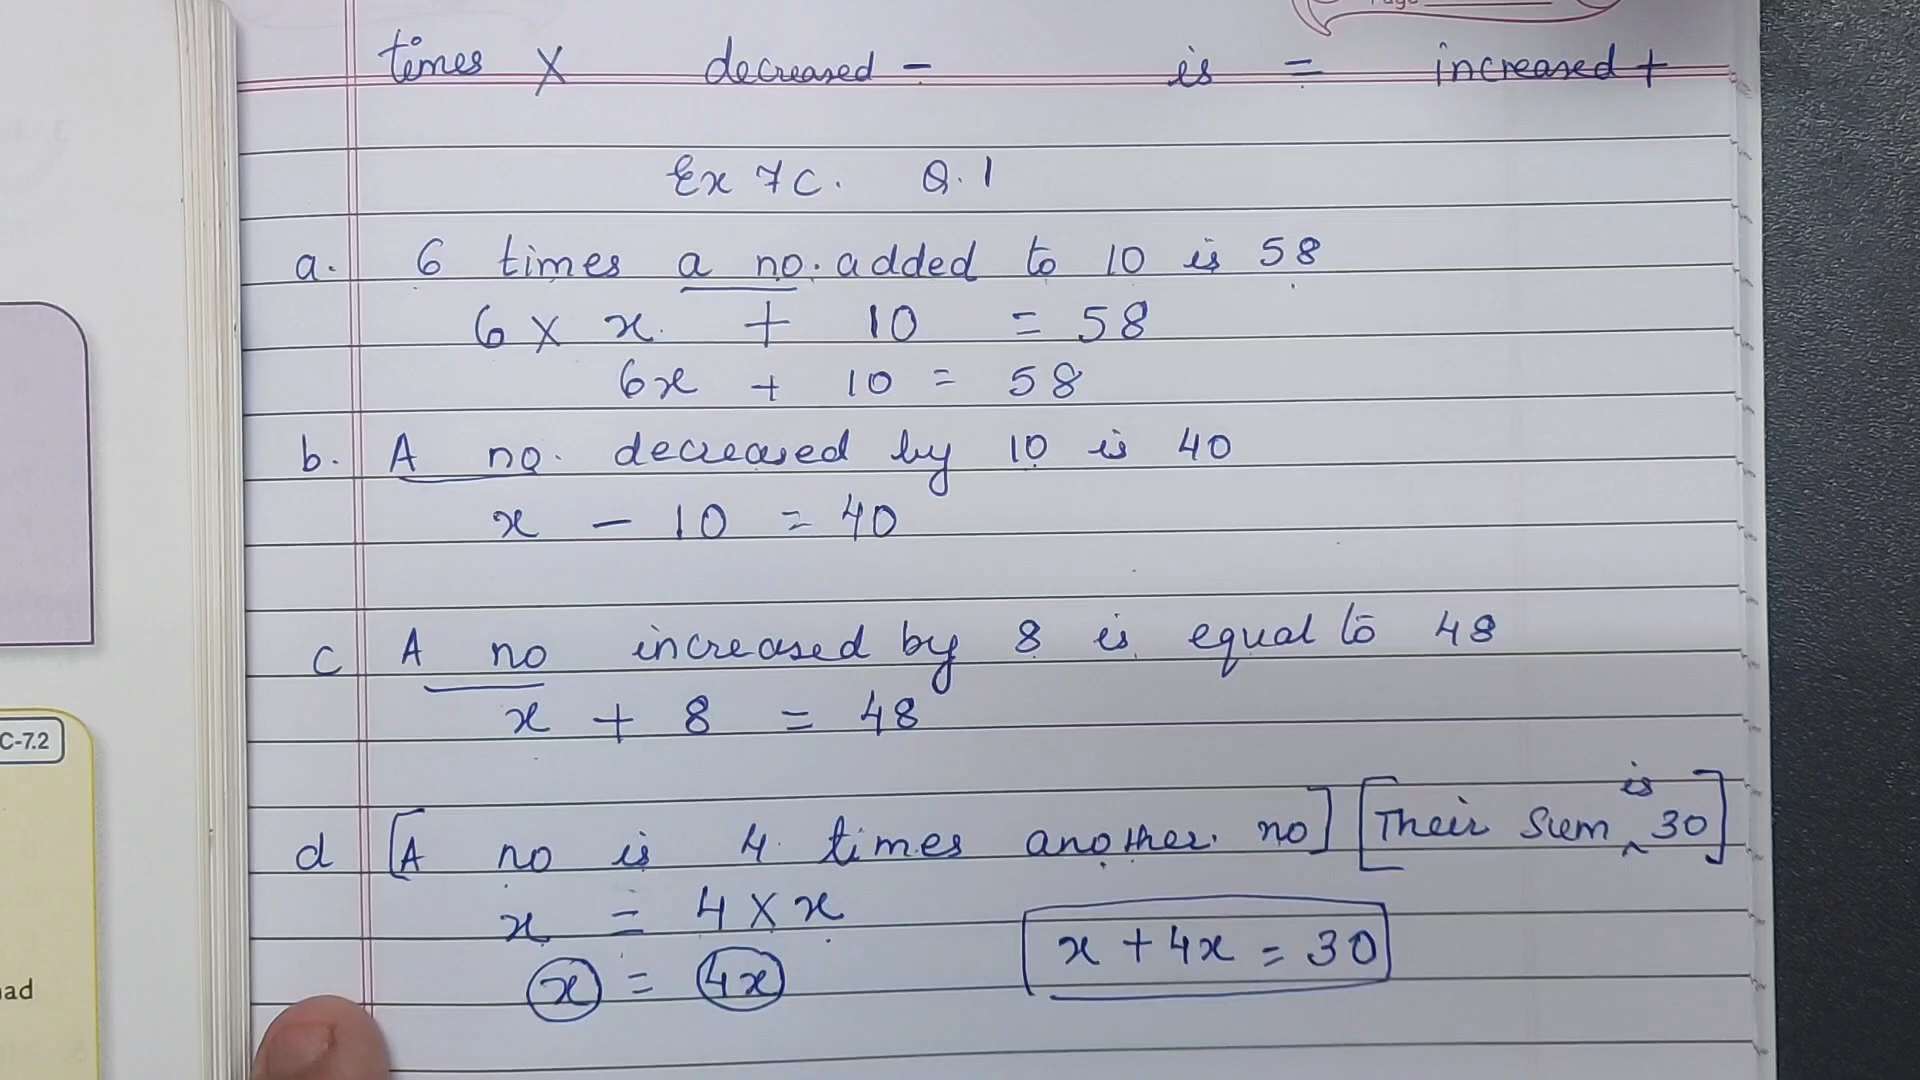 Page
times × decreased - is = increased +
Ex 7C. Q.1
a. 6 times a no. added to 10 is 58
6 × x + 10 = 58
6x + 10 = 58
b. A no. decreased by 10 is 40
x - 10 = 40
c A no increased by 8 is equal to 48
x + 8 = 48
d [A no is 4 times another no] [Their Sum is 30]
x = 4 × x
x = 4x
x + 4x = 30
C-7.2